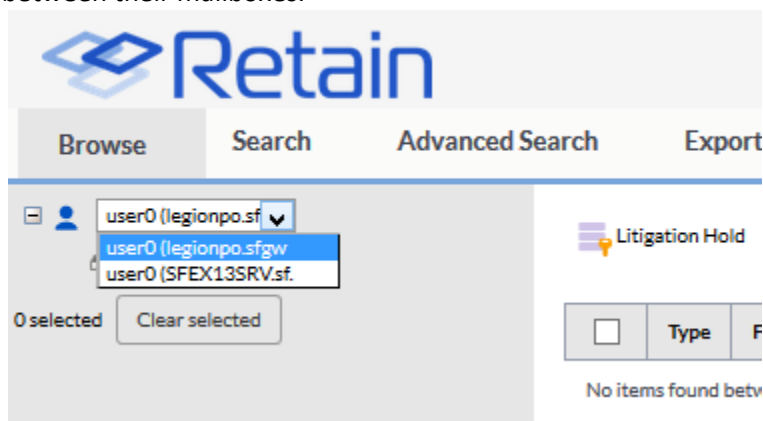 between their mailboxes.
Retain
Browse Search Advanced Search Export
user0 (legionpo.sf
user0 (legionpo.sfgw
user0 (SFEX13SRV.sf.
Litigation Hold
0 selected Clear selected
Type F
No items found betw